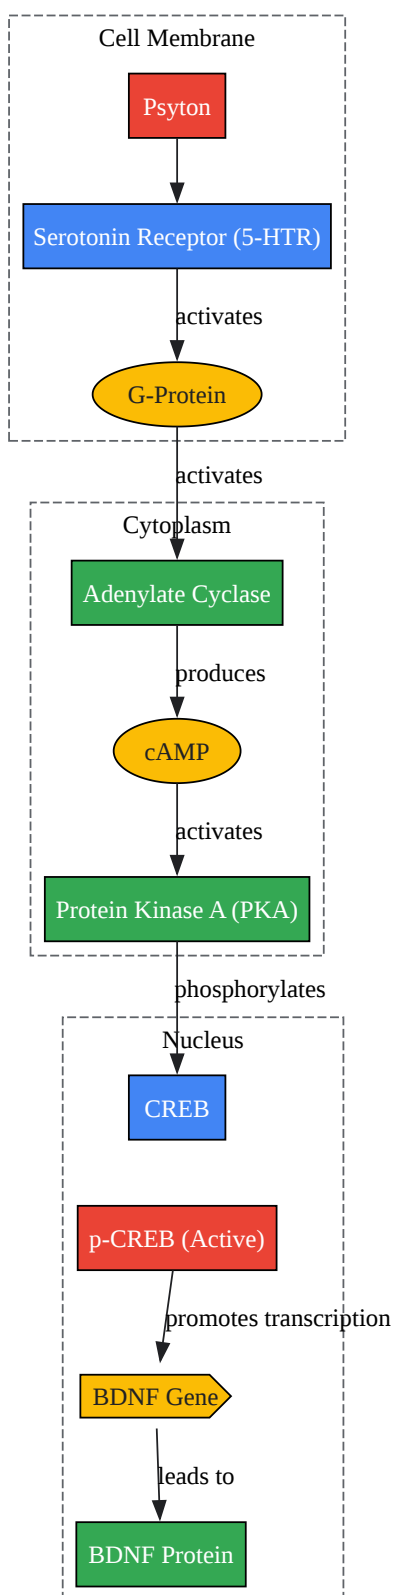 Cell Membrane
Psyton
Serotonin Receptor (5-HTR)
activates
G-Protein
activates
Cytoplasm
Adenylate Cyclase
produces
cAMP
activates
Protein Kinase A (PKA)
phosphorylates
Nucleus
CREB
p-CREB (Active)
promotes transcription
BDNF Gene
leads to
BDNF Protein